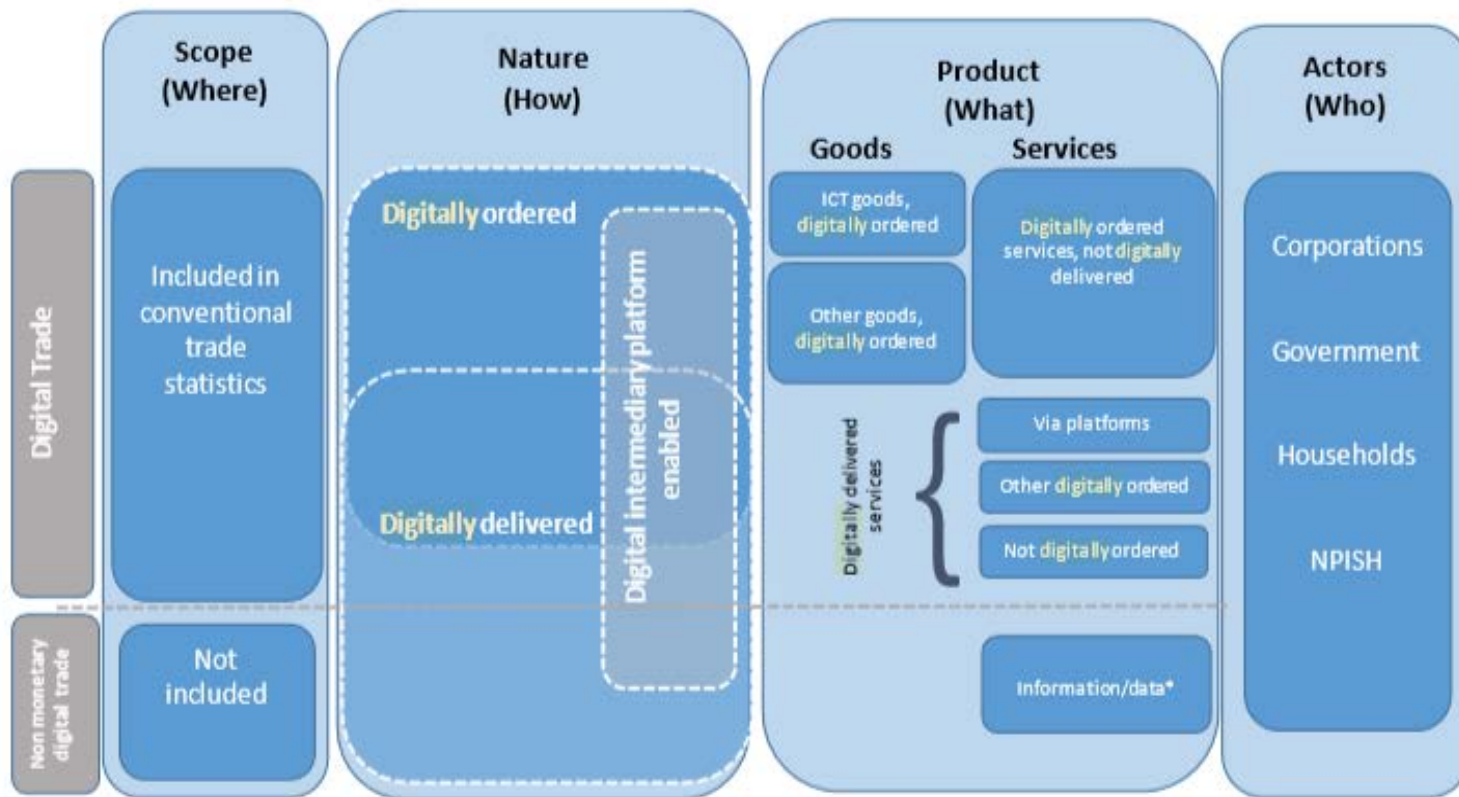 Scope
(Where)
Nature
(How)
Product
(What)
Goods
Services
Actors
(Who)
Digital Trade
Included in
conventional
trade
statistics
Digitally ordered
Digitally delivered
Digital intermediary platform
enabled
ICT goods,
digitally ordered
Other goods,
digitally ordered
Digitally ordered
services, not digitally
delivered
Digitally delivered
services
Via platforms
Other digitally ordered
Not digitally ordered
Corporations
Government
Households
NPISH
Non monetary
digital trade
Not
included
Information/data*